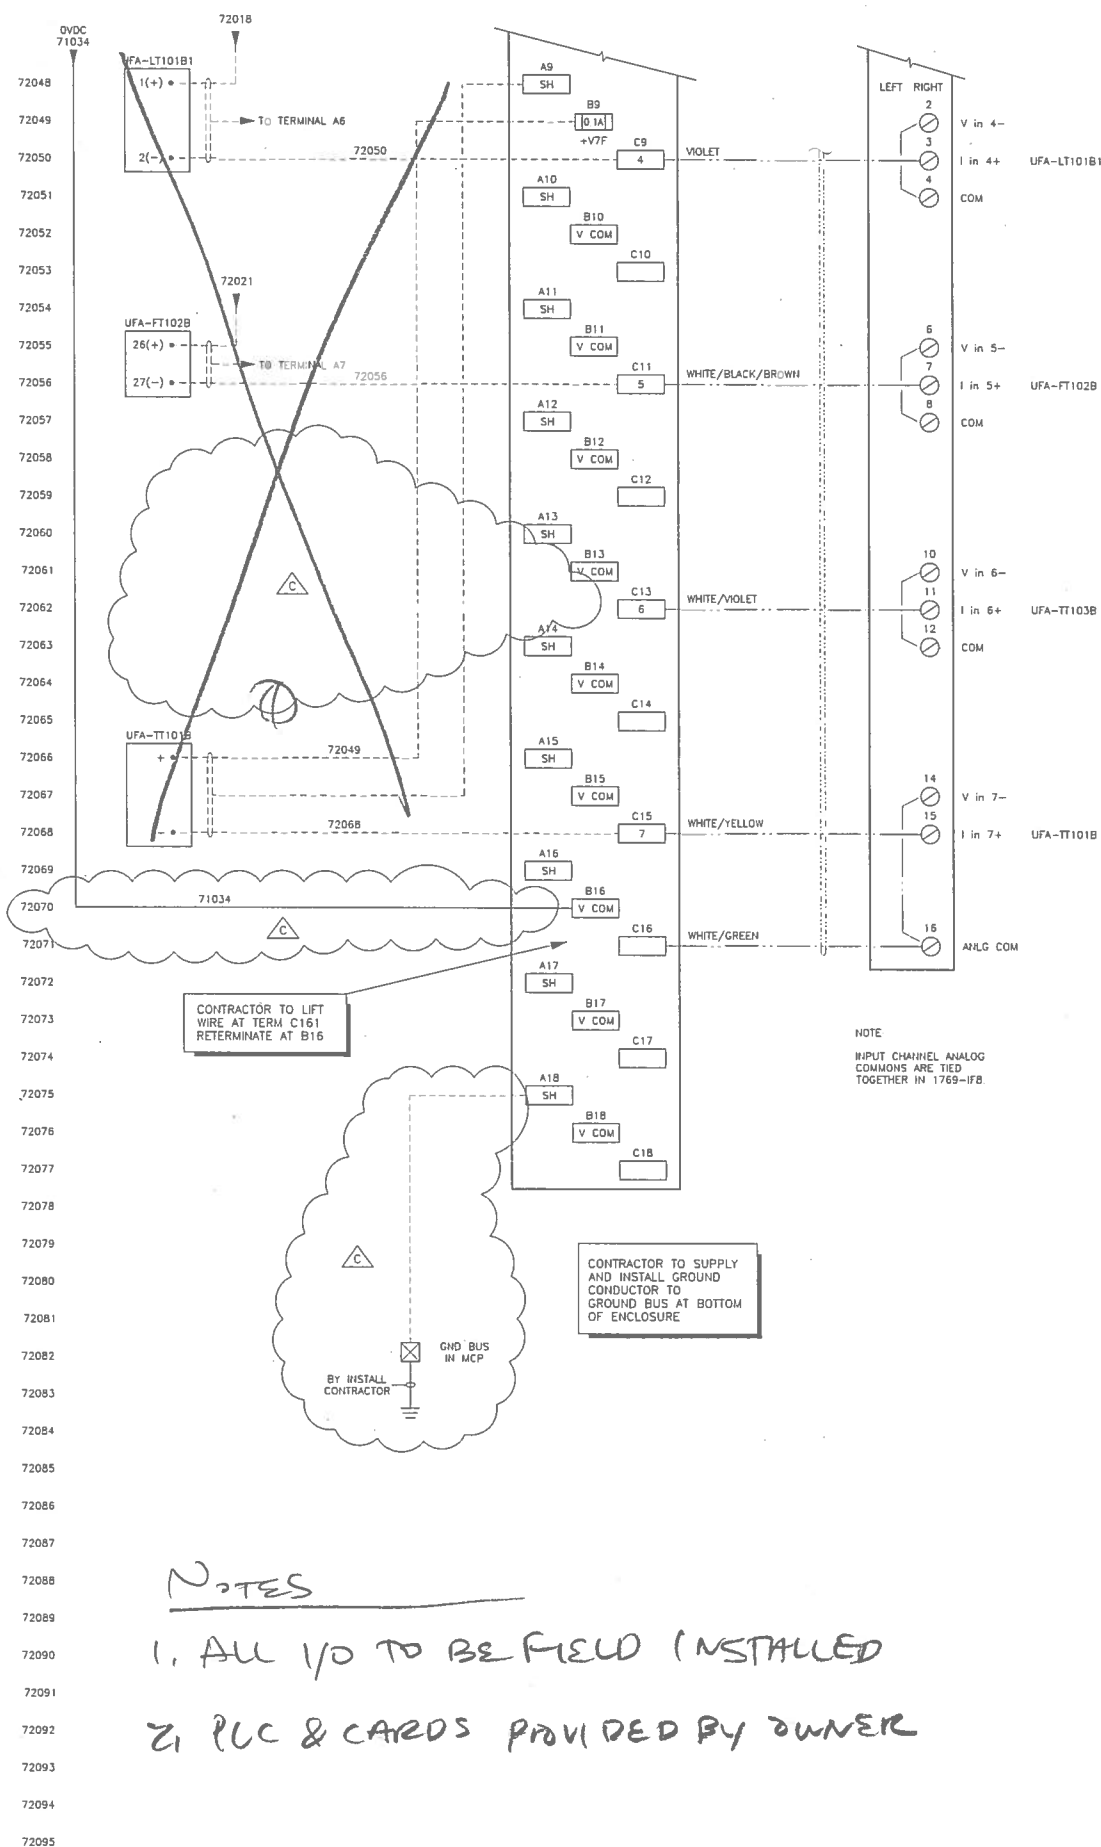 72018
0VDC
71034
UFA-LT101B1
72048
1(+)
A9
SH
LEFT RIGHT
2
72049
TO TERMINAL A6
B9
0 1A
+V7F
V in 4-
3
72050
2(-)
72050
C9
4
VIOLET
I in 4+
UFA-LT101B1
4
72051
A10
SH
COM
72052
B10
V COM
72053
C10
72021
72054
A11
SH
UFA-FT102B
6
72055
26(+)
B11
V COM
V in 5-
TO TERMINAL A7
7
72056
27(-)
72056
C11
5
WHITE/BLACK/BROWN
I in 5+
UFA-FT102B
8
72057
A12
SH
COM
72058
B12
V COM
72059
C12
72060
A13
SH
10
72061
C
B13
V COM
V in 6-
11
72062
C13
6
WHITE/VIOLET
I in 6+
UFA-TT103B
12
72063
A14
SH
COM
72064
B14
V COM
72065
C14
UFA-TT101B
72066
+
72049
A15
SH
14
72067
B15
V COM
V in 7-
15
72068
-
72068
C15
7
WHITE/YELLOW
I in 7+
UFA-TT101B
72069
A16
SH
72070
71034
B16
V COM
C
16
72071
C16
WHITE/GREEN
ANLG COM
72072
A17
SH
72073
CONTRACTOR TO LIFT
WIRE AT TERM C161
RETERMINATE AT B16
B17
V COM
72074
C17
NOTE
INPUT CHANNEL ANALOG
COMMONS ARE TIED
TOGETHER IN 1769-IF8.
72075
A18
SH
72076
B18
V COM
72077
C18
72078
72079
C
72080
CONTRACTOR TO SUPPLY
AND INSTALL GROUND
CONDUCTOR TO
GROUND BUS AT BOTTOM
OF ENCLOSURE
72081
72082
GND BUS
IN MCP
72083
BY INSTALL
CONTRACTOR
72084
72085
72086
72087
72088
NOTES
72089
72090
1. ALL I/O TO BE FIELD INSTALLED
72091
72092
2. PLC & CARDS PROVIDED BY OWNER
72093
72094
72095